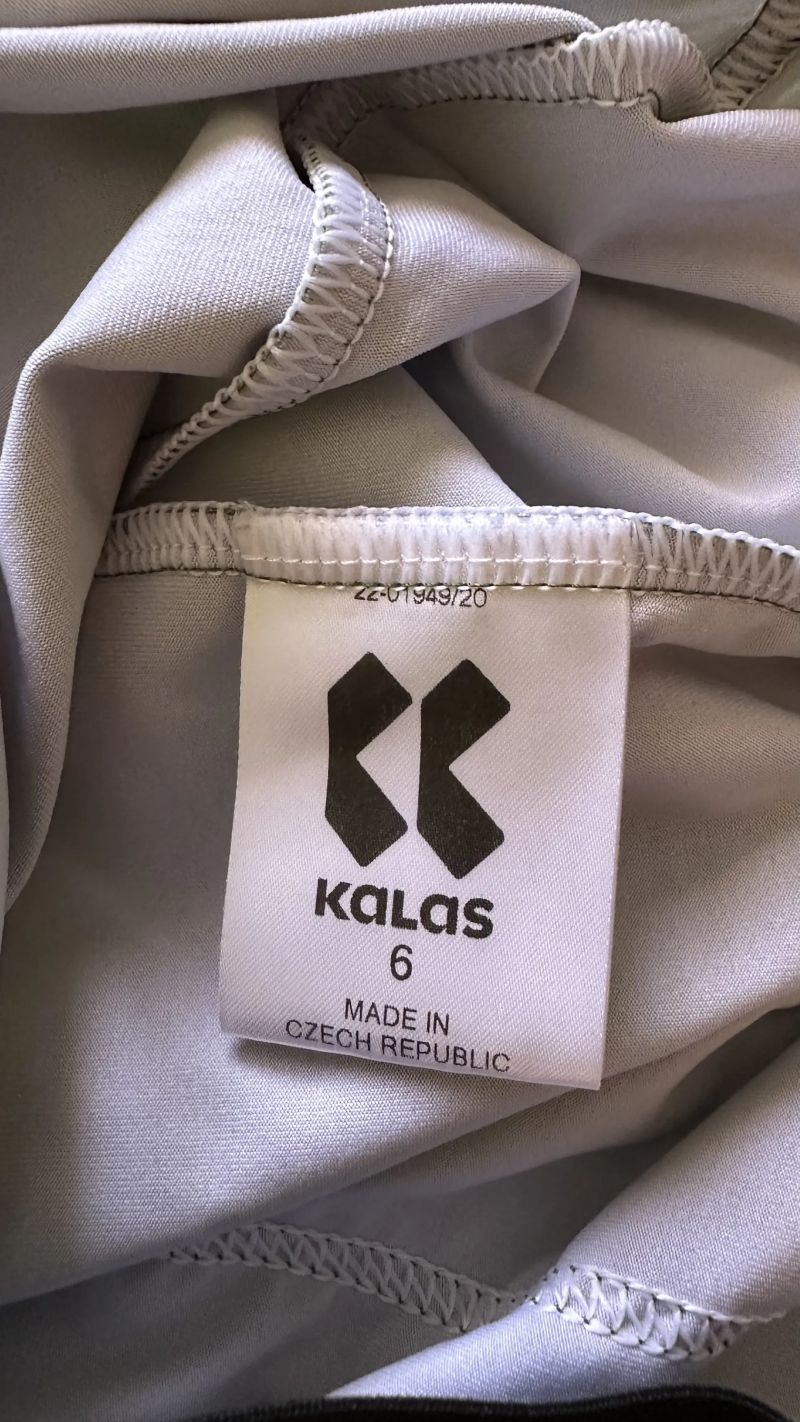 22-01949/20
KaLas
6
MADE IN
CZECH REPUBLIC